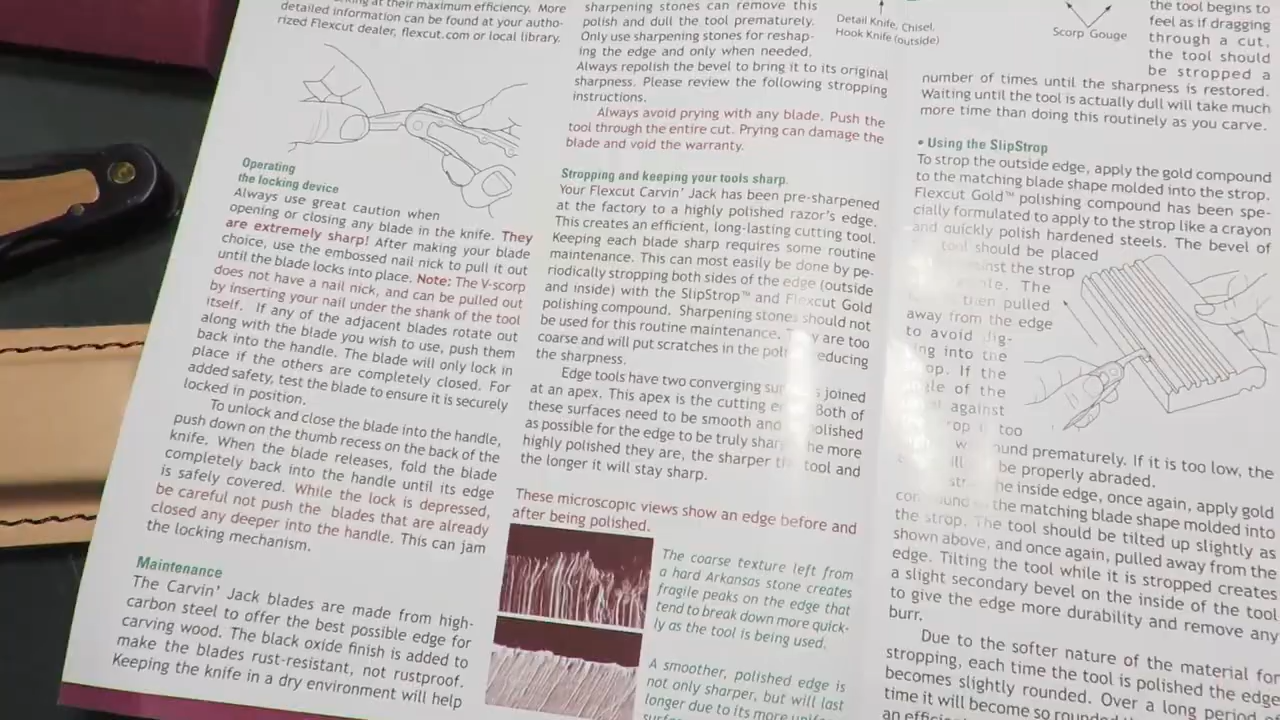 at their maximum efficiency. More
detailed information can be found at your autho-
rized Flexcut dealer, flexcut.com or local library.
Operating
the locking device
Always use great caution when
opening or closing any blade in the knife. They
are extremely sharp! After making your blade
choice, use the embossed nail nick to pull it out
until the blade locks into place. Note: The V-scorp
does not have a nail nick, and can be pulled out
by inserting your nail under the shank of the tool
itself. If any of the adjacent blades rotate out
along with the blade you wish to use, push them
back into the handle. The blade will only lock in
place if the others are completely closed. For
added safety, test the blade to ensure it is securely
locked in position.
To unlock and close the blade into the handle,
push down on the thumb recess on the back of the
knife. When the blade releases, fold the blade
completely back into the handle until its edge
is safely covered. While the lock is depressed,
be careful not push the blades that are already
closed any deeper into the handle. This can jam
the locking mechanism.
Maintenance
The Carvin' Jack blades are made from high-
carbon steel to offer the best possible edge for
carving wood. The black oxide finish is added to
make the blades rust-resistant, not rustproof.
Keeping the knife in a dry environment will help
sharpening stones can remove this
polish and dull the tool prematurely.
Only use sharpening stones for reshap-
ing the edge and only when needed.
Always repolish the bevel to bring it to its original
sharpness. Please review the following stropping
instructions.
Always avoid prying with any blade. Push the
tool through the entire cut. Prying can damage the
blade and void the warranty.
Stropping and keeping your tools sharp.
Your Flexcut Carvin' Jack has been pre-sharpened
at the factory to a highly polished razor's edge.
This creates an efficient, long-lasting cutting tool.
Keeping each blade sharp requires some routine
maintenance. This can most easily be done by pe-
riodically stropping both sides of the edge (outside
and inside) with the SlipStrop™ and Flexcut Gold
polishing compound. Sharpening stones should not
be used for this routine maintenance. They are too
coarse and will put scratches in the reducing
the sharpness.
Edge tools have two converging joined
at an apex. This apex is the cutting Both of
these surfaces need to be smooth and polished
as possible for the edge to be truly sharp. The more
highly polished they are, the sharper the tool and
the longer it will stay sharp.
These microscopic views show an edge before and
after being polished.
The coarse texture left from
a hard Arkansas stone creates
fragile peaks on the edge that
tend to break down more quick-
ly as the tool is being used.
A smoother, polished edge is
not only sharper, but will last
longer due to its more
Detail Knife, Chisel,
Hook Knife (outside)
Scorp Gouge
the tool begins to
feel as if dragging
through a cut,
the tool should
be stropped a
number of times until the sharpness is restored.
Waiting until the tool is actually dull will take much
more time than doing this routinely as you carve.
• Using the SlipStrop
To strop the outside edge, apply the gold compound
to the matching blade shape molded into the strop.
Flexcut Gold™ polishing compound has been spe-
cially formulated to apply to the strop like a crayon
and quickly polish hardened steels. The bevel of
tool should be placed
the strop
The
then pulled
away from the edge
to avoid dig-
ing into the
If the
of the
against
too
prematurely. If it is too low, the
be properly abraded.
the inside edge, once again, apply gold
the matching blade shape molded into
the strop. The tool should be tilted up slightly as
shown above, and once again, pulled away from the
edge. Tilting the tool while it is stropped creates
a slight secondary bevel on the inside of the tool
to give the edge more durability and remove any
burr.
Due to the softer nature of the material for
stropping, each time the tool is polished the edge
becomes slightly rounded. Over a long period
time it will become so rounded